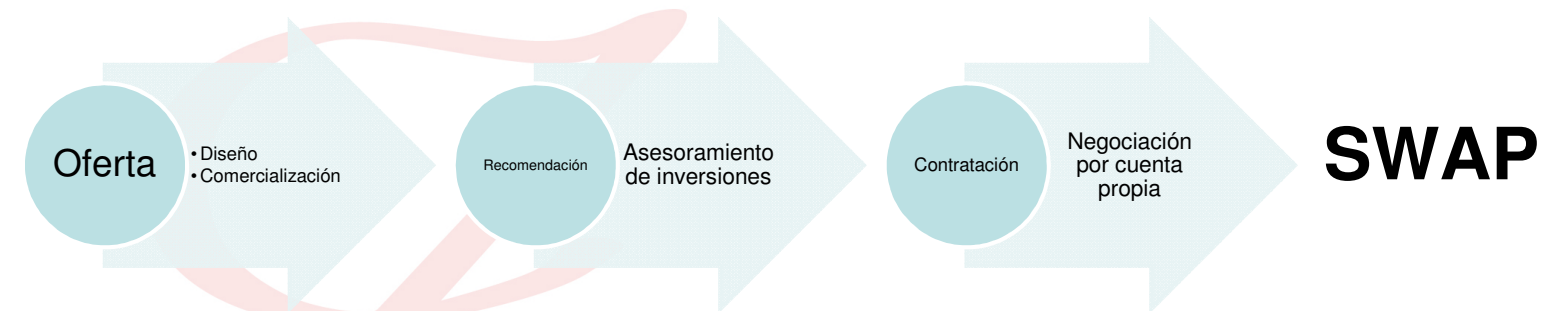 Oferta
• Diseño
• Comercialización
Recomendación
Asesoramiento
de inversiones
Contratación
Negociación
por cuenta
propia
SWAP